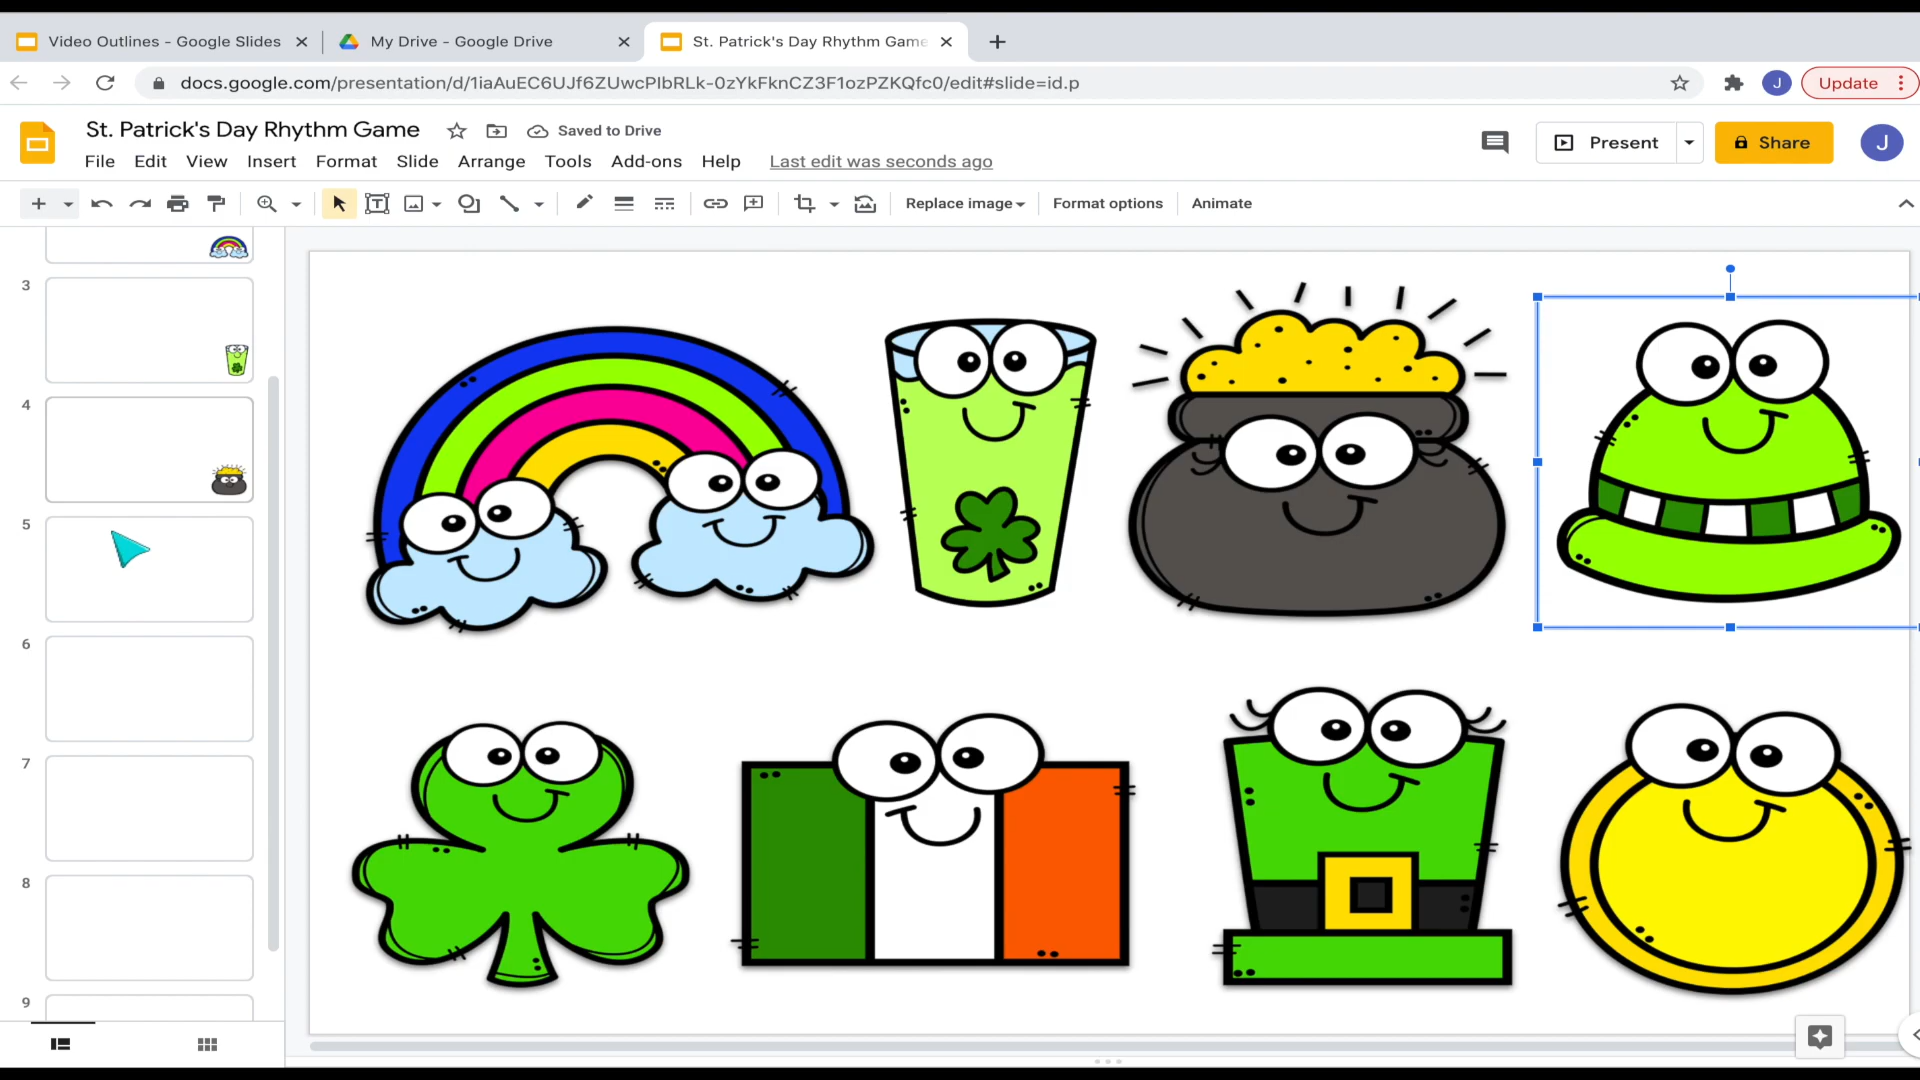 Video Outlines - Google Slides
My Drive - Google Drive
St. Patrick's Day Rhythm Game
docs.google.com/presentation/d/1iaAuEC6UJf6ZUwcPIbRLk-0zYkFknCZ3F1ozPZKQfc0/edit#slide=id.p
J
Update
St. Patrick's Day Rhythm Game
Saved to Drive
File Edit View Insert Format Slide Arrange Tools Add-ons Help Last edit was seconds ago
Present
Share
J
Replace image
Format options
Animate
3
4
5
6
7
8
9